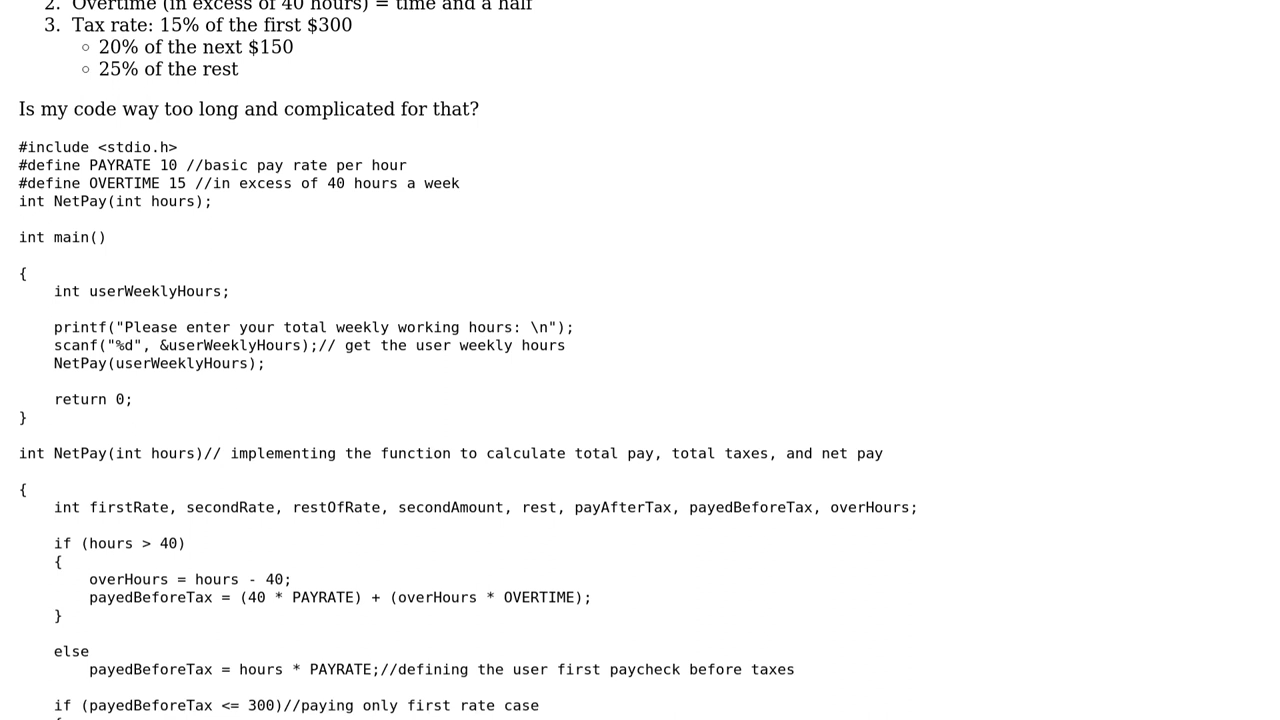 2. Overtime (in excess of 40 hours) = time and a half
3. Tax rate: 15% of the first $300
◦ 20% of the next $150
◦ 25% of the rest
Is my code way too long and complicated for that?
#include <stdio.h>
#define PAYRATE 10 //basic pay rate per hour
#define OVERTIME 15 //in excess of 40 hours a week
int NetPay(int hours);
int main()
{
    int userWeeklyHours;
    printf("Please enter your total weekly working hours: \n");
    scanf("%d", &userWeeklyHours);// get the user weekly hours
    NetPay(userWeeklyHours);
    return 0;
}
int NetPay(int hours)// implementing the function to calculate total pay, total taxes, and net pay
{
    int firstRate, secondRate, restOfRate, secondAmount, rest, payAfterTax, payedBeforeTax, overHours;
    if (hours > 40)
    {
        overHours = hours - 40;
        payedBeforeTax = (40 * PAYRATE) + (overHours * OVERTIME);
    }
    else
        payedBeforeTax = hours * PAYRATE;//defining the user first paycheck before taxes
    if (payedBeforeTax <= 300)//paying only first rate case